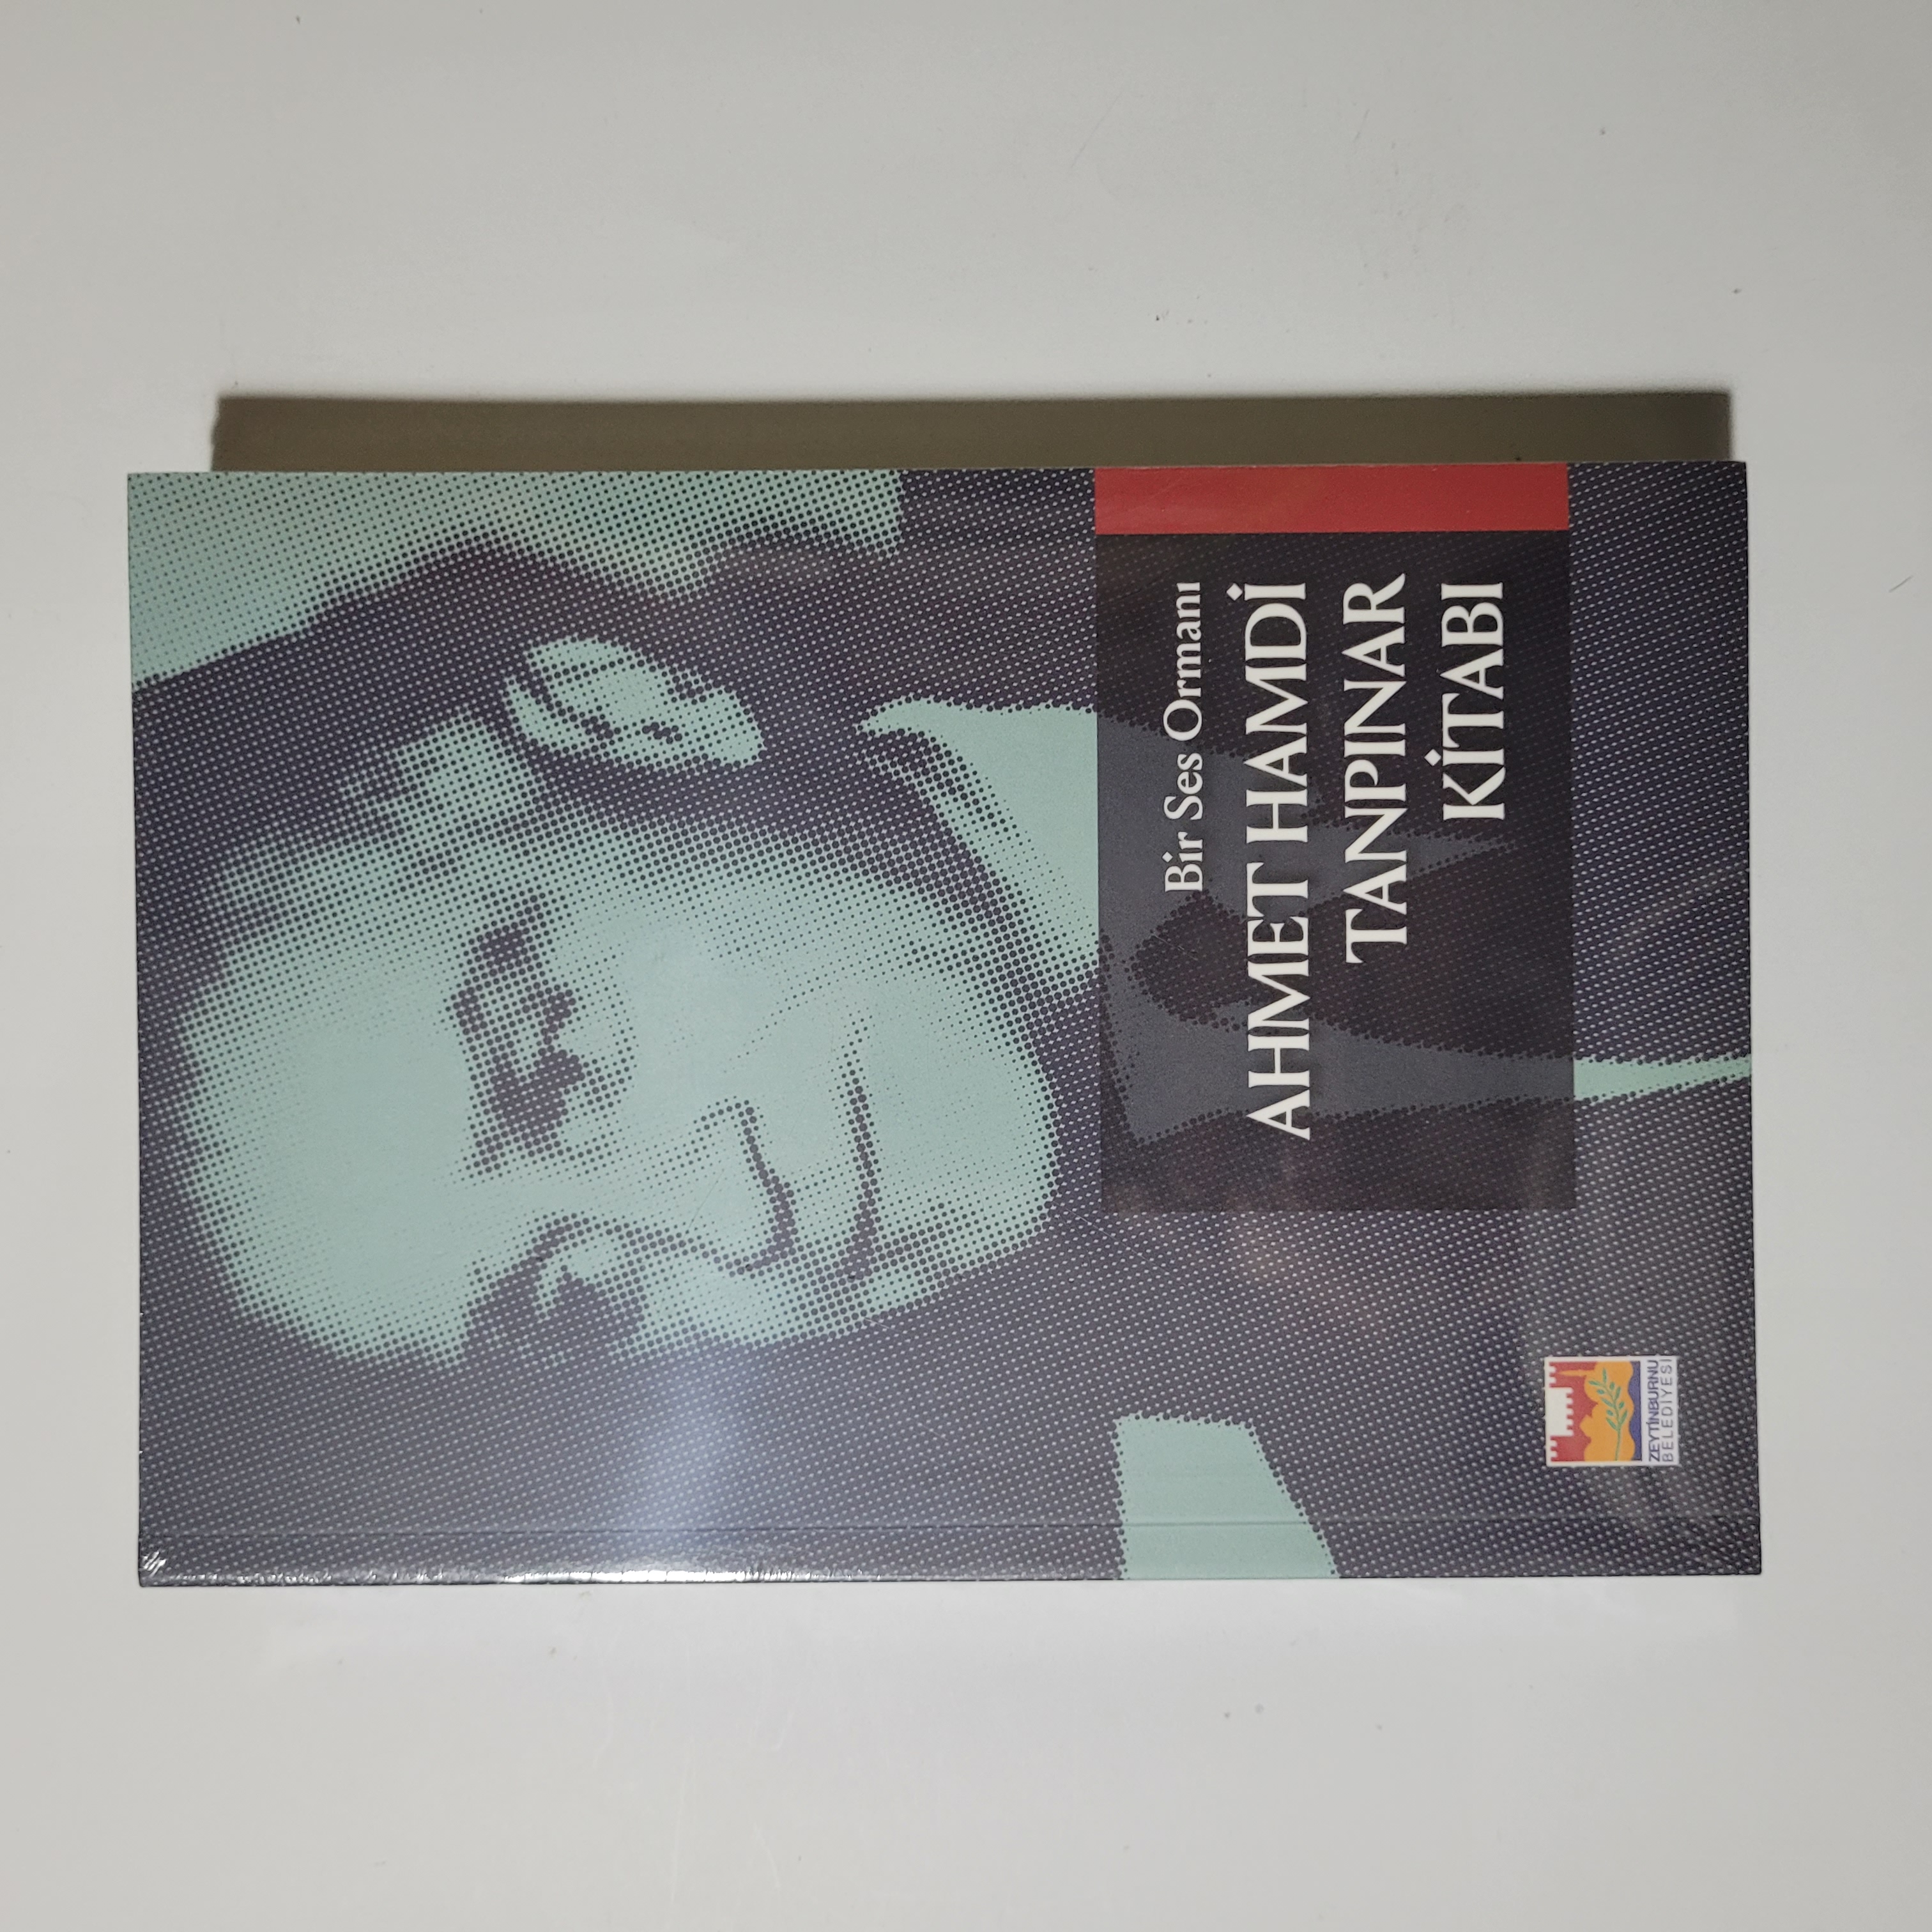 Bir Ses Ormanı
AHMET HAMDİ
TANPINAR
KİTABI
ZEYTİNBURNU
BELEDİYESİ